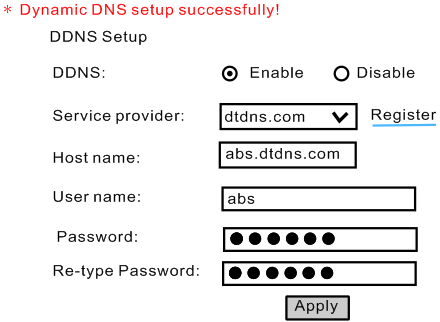 * Dynamic DNS setup successfully!
DDNS Setup
DDNS: Enable Disable
Service provider: dtdns.com Register
Host name: abs.dtdns.com
User name: abs
Password: ●●●●●●
Re-type Password: ●●●●●●
Apply